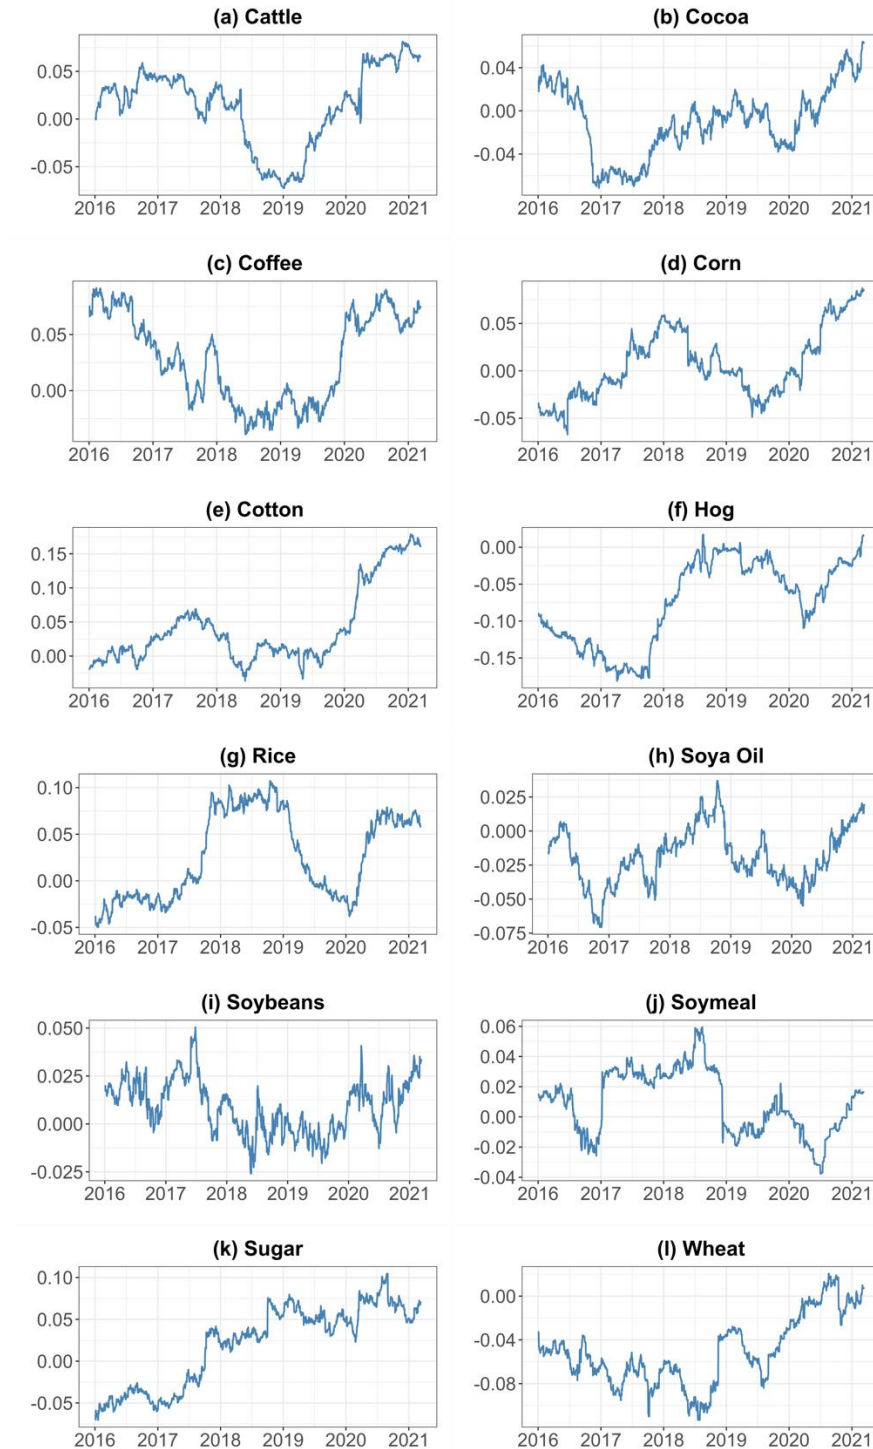 (a) Cattle
0.05
0.00
-0.05
2016 2017 2018 2019 2020 2021
(b) Cocoa
0.04
0.00
-0.04
2016 2017 2018 2019 2020 2021
(c) Coffee
0.05
0.00
2016 2017 2018 2019 2020 2021
(d) Corn
0.05
0.00
-0.05
2016 2017 2018 2019 2020 2021
(e) Cotton
0.15
0.10
0.05
0.00
2016 2017 2018 2019 2020 2021
(f) Hog
0.00
-0.05
-0.10
-0.15
2016 2017 2018 2019 2020 2021
(g) Rice
0.10
0.05
0.00
-0.05
2016 2017 2018 2019 2020 2021
(h) Soya Oil
0.025
0.000
-0.025
-0.050
-0.075
2016 2017 2018 2019 2020 2021
(i) Soybeans
0.050
0.025
0.000
-0.025
2016 2017 2018 2019 2020 2021
(j) Soymeal
0.06
0.04
0.02
0.00
-0.02
-0.04
2016 2017 2018 2019 2020 2021
(k) Sugar
0.10
0.05
0.00
-0.05
2016 2017 2018 2019 2020 2021
(l) Wheat
0.00
-0.04
-0.08
2016 2017 2018 2019 2020 2021